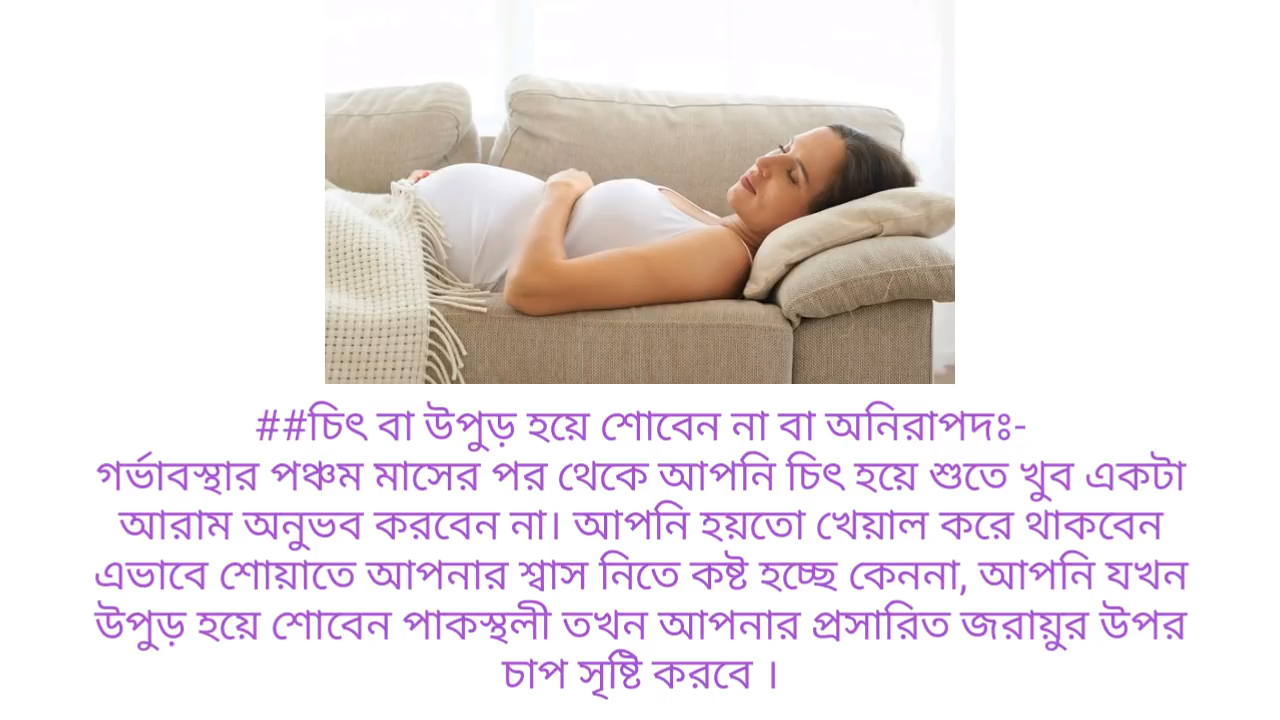 ##চিৎ বা উপুড় হয়ে শোবেন না বা অনিরাপদঃ-
গর্ভাবস্থার পঞ্চম মাসের পর থেকে আপনি চিৎ হয়ে শুতে খুব একটা
আরাম অনুভব করবেন না। আপনি হয়তো খেয়াল করে থাকবেন
এভাবে শোয়াতে আপনার শ্বাস নিতে কষ্ট হচ্ছে কেননা, আপনি যখন
উপুড় হয়ে শোবেন পাকস্থলী তখন আপনার প্রসারিত জরায়ুর উপর
চাপ সৃষ্টি করবে ।